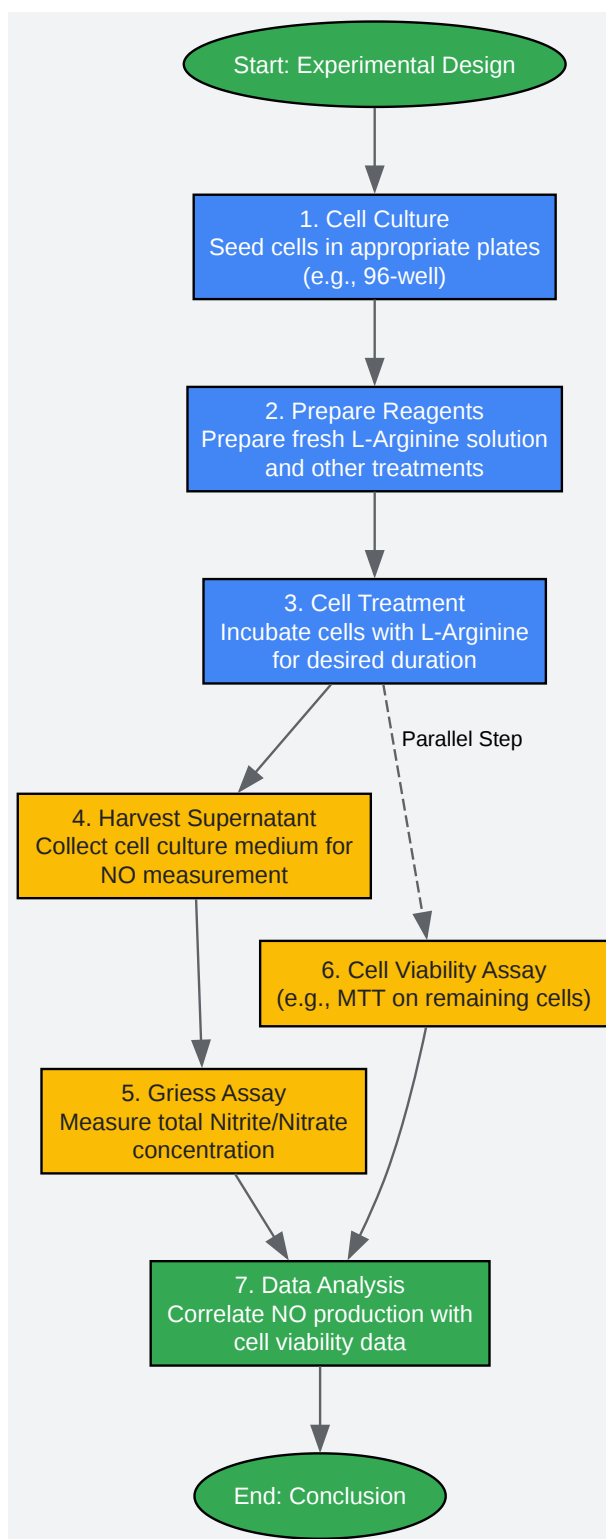 Start: Experimental Design
1. Cell Culture
Seed cells in appropriate plates
(e.g., 96-well)
2. Prepare Reagents
Prepare fresh L-Arginine solution
and other treatments
3. Cell Treatment
Incubate cells with L-Arginine
for desired duration
Parallel Step
4. Harvest Supernatant
Collect cell culture medium for
NO measurement
6. Cell Viability Assay
(e.g., MTT on remaining cells)
5. Griess Assay
Measure total Nitrite/Nitrate
concentration
7. Data Analysis
Correlate NO production with
cell viability data
End: Conclusion